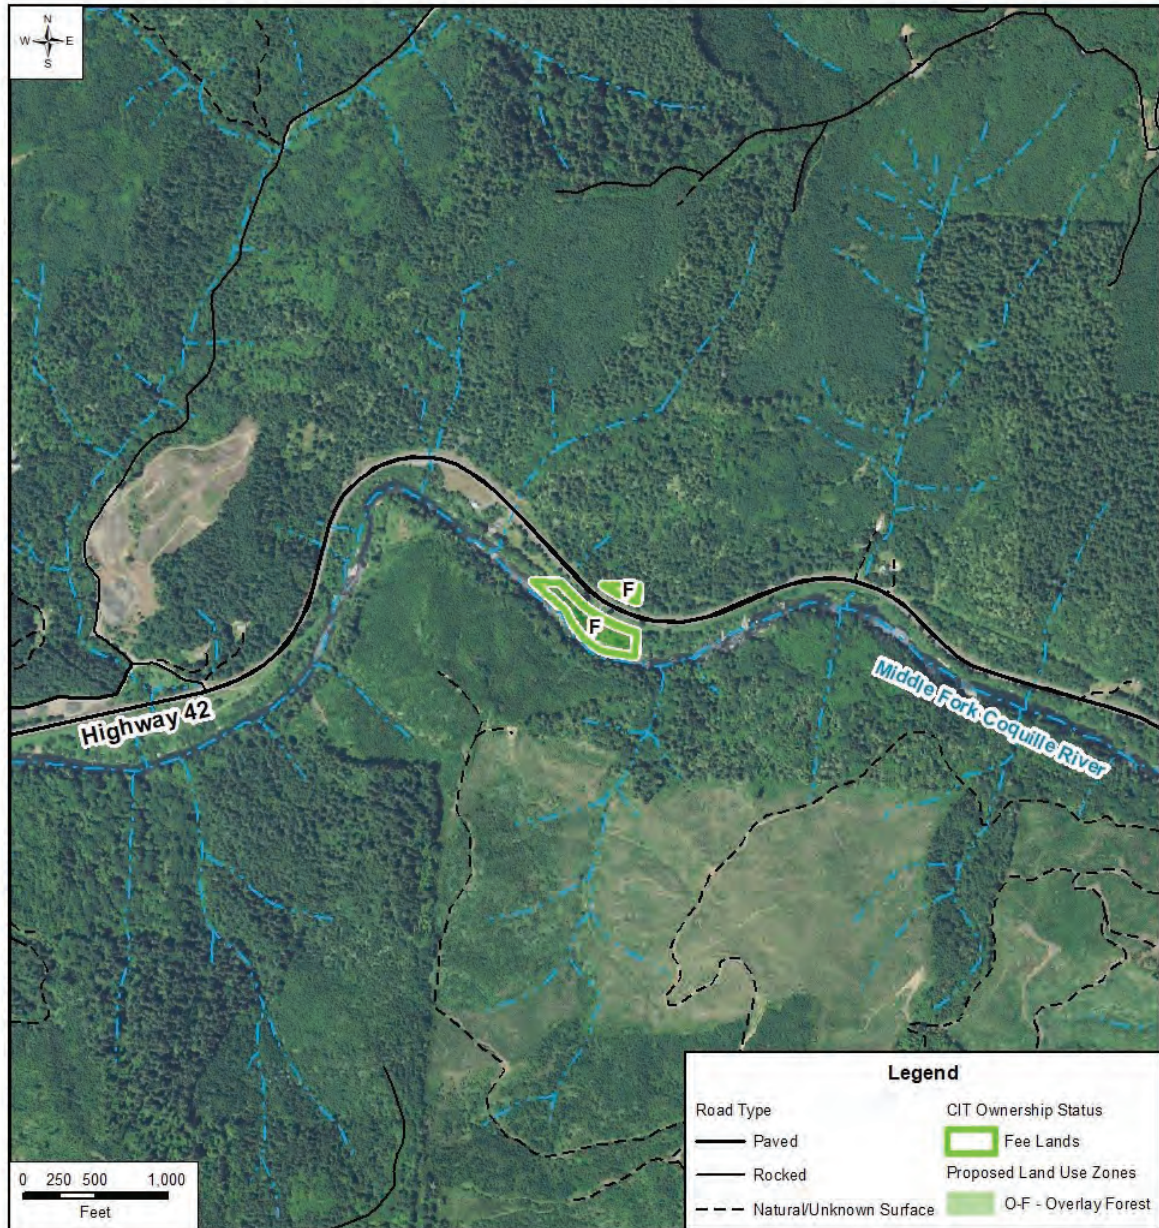 N
W E
S
F
F
Highway 42
Middle Fork Coquille River
Legend
Road Type
Paved
Rocked
Natural/Unknown Surface
CIT Ownership Status
Fee Lands
Proposed Land Use Zones
O-F - Overlay Forest
0 250 500 1,000
Feet